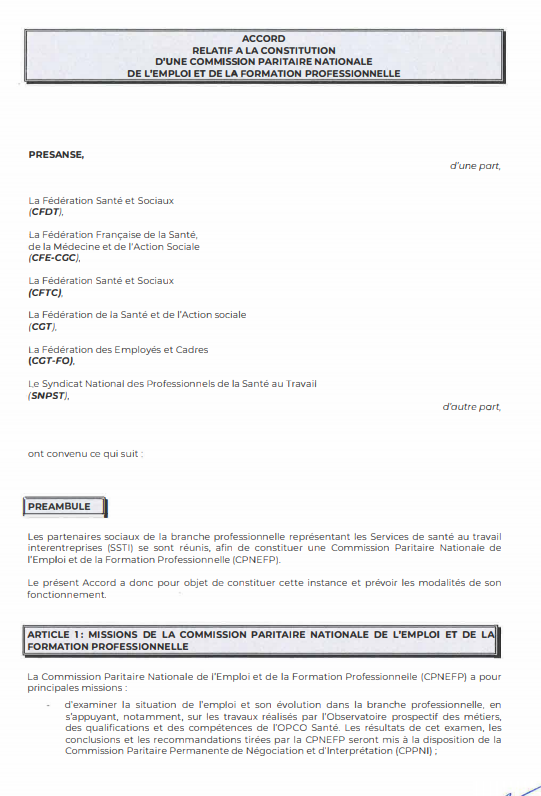 ACCORD
RELATIF A LA CONSTITUTION
D'UNE COMMISSION PARITAIRE NATIONALE
DE L'EMPLOI ET DE LA FORMATION PROFESSIONNELLE
PRESANSE,
d'une part,
La Fédération Santé et Sociaux
(CFDT),
La Fédération Française de la Santé,
de la Médecine et de l'Action Sociale
(CFE-CGC),
La Fédération Santé et Sociaux
(CFTC),
La Fédération de la Santé et de l'Action sociale
(CGT),
La Fédération des Employés et Cadres
(CGT-FO),
Le Syndicat National des Professionnels de la Santé au Travail
(SNPST),
d'autre part,
ont convenu ce qui suit :
PREAMBULE
Les partenaires sociaux de la branche professionnelle représentant les Services de santé au travail
interentreprises (SSTI) se sont réunis, afin de constituer une Commission Paritaire Nationale de
l'Emploi et de la Formation Professionnelle (CPNEFP).
Le présent Accord a donc pour objet de constituer cette instance et prévoir les modalités de son
fonctionnement.
ARTICLE 1 : MISSIONS DE LA COMMISSION PARITAIRE NATIONALE DE L'EMPLOI ET DE LA
FORMATION PROFESSIONNELLE
La Commission Paritaire Nationale de l'Emploi et de la Formation Professionnelle (CPNEFP) a pour
principales missions :
- d'examiner la situation de l'emploi et son évolution dans la branche professionnelle, en
s'appuyant, notamment, sur les travaux réalisés par l'Observatoire prospectif des métiers,
des qualifications et des compétences de l'OPCO Santé. Les résultats de cet examen, les
conclusions et les recommandations tirées par la CPNEFP seront mis à la disposition de la
Commission Paritaire Permanente de Négociation et d'Interprétation (CPPNI) ;